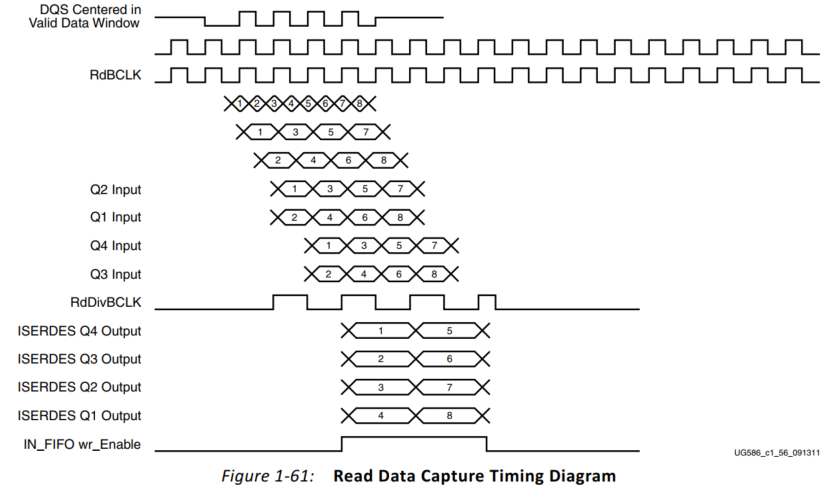 DQS Centered in
Valid Data Window
RdBCLK
1 2 3 4 5 6 7 8
1 3 5 7
2 4 6 8
Q2 Input 1 3 5 7
Q1 Input 2 4 6 8
Q4 Input 1 3 5 7
Q3 Input 2 4 6 8
RdDivBCLK
ISERDES Q4 Output 1 5
ISERDES Q3 Output 2 6
ISERDES Q2 Output 3 7
ISERDES Q1 Output 4 8
IN_FIFO wr_Enable
UG586_c1_56_091311
Figure 1-61: Read Data Capture Timing Diagram